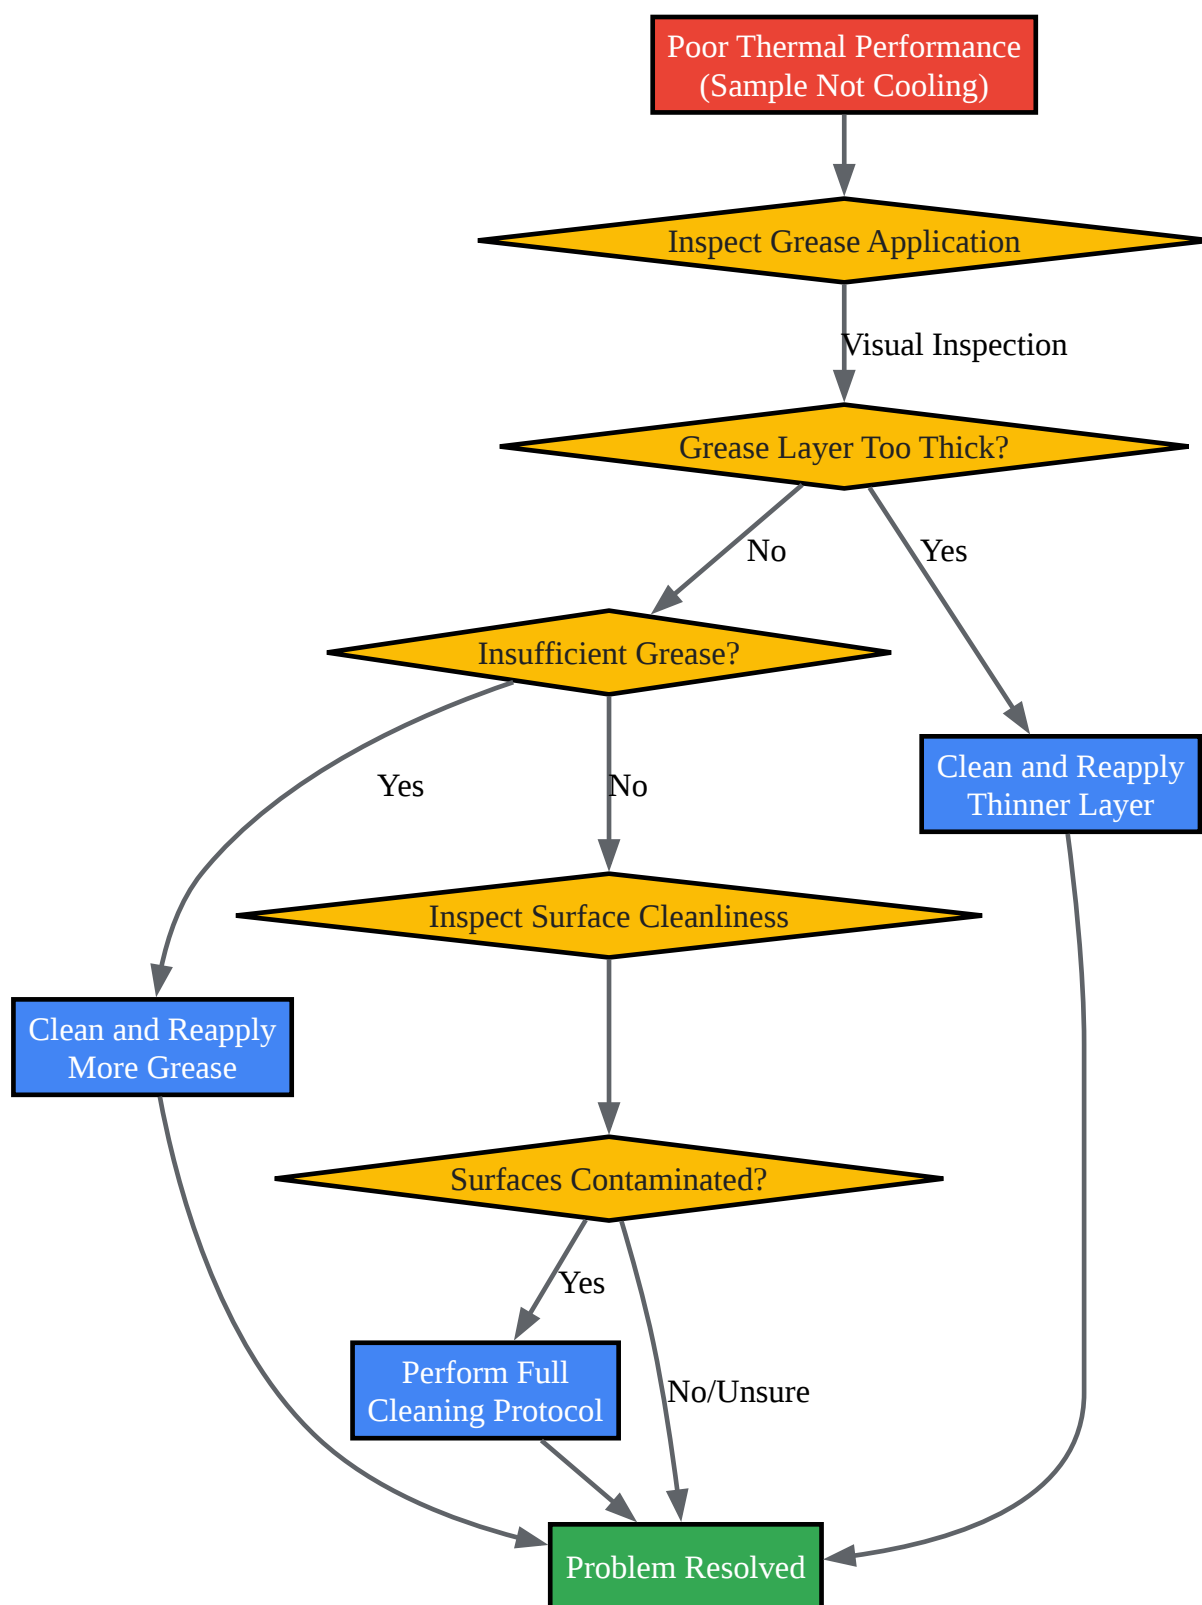 Poor Thermal Performance
(Sample Not Cooling)
Inspect Grease Application
Visual Inspection
Grease Layer Too Thick?
No
Yes
Insufficient Grease?
Clean and Reapply
Thinner Layer
Yes
No
Inspect Surface Cleanliness
Clean and Reapply
More Grease
Surfaces Contaminated?
Yes
Perform Full
Cleaning Protocol
No/Unsure
Problem Resolved